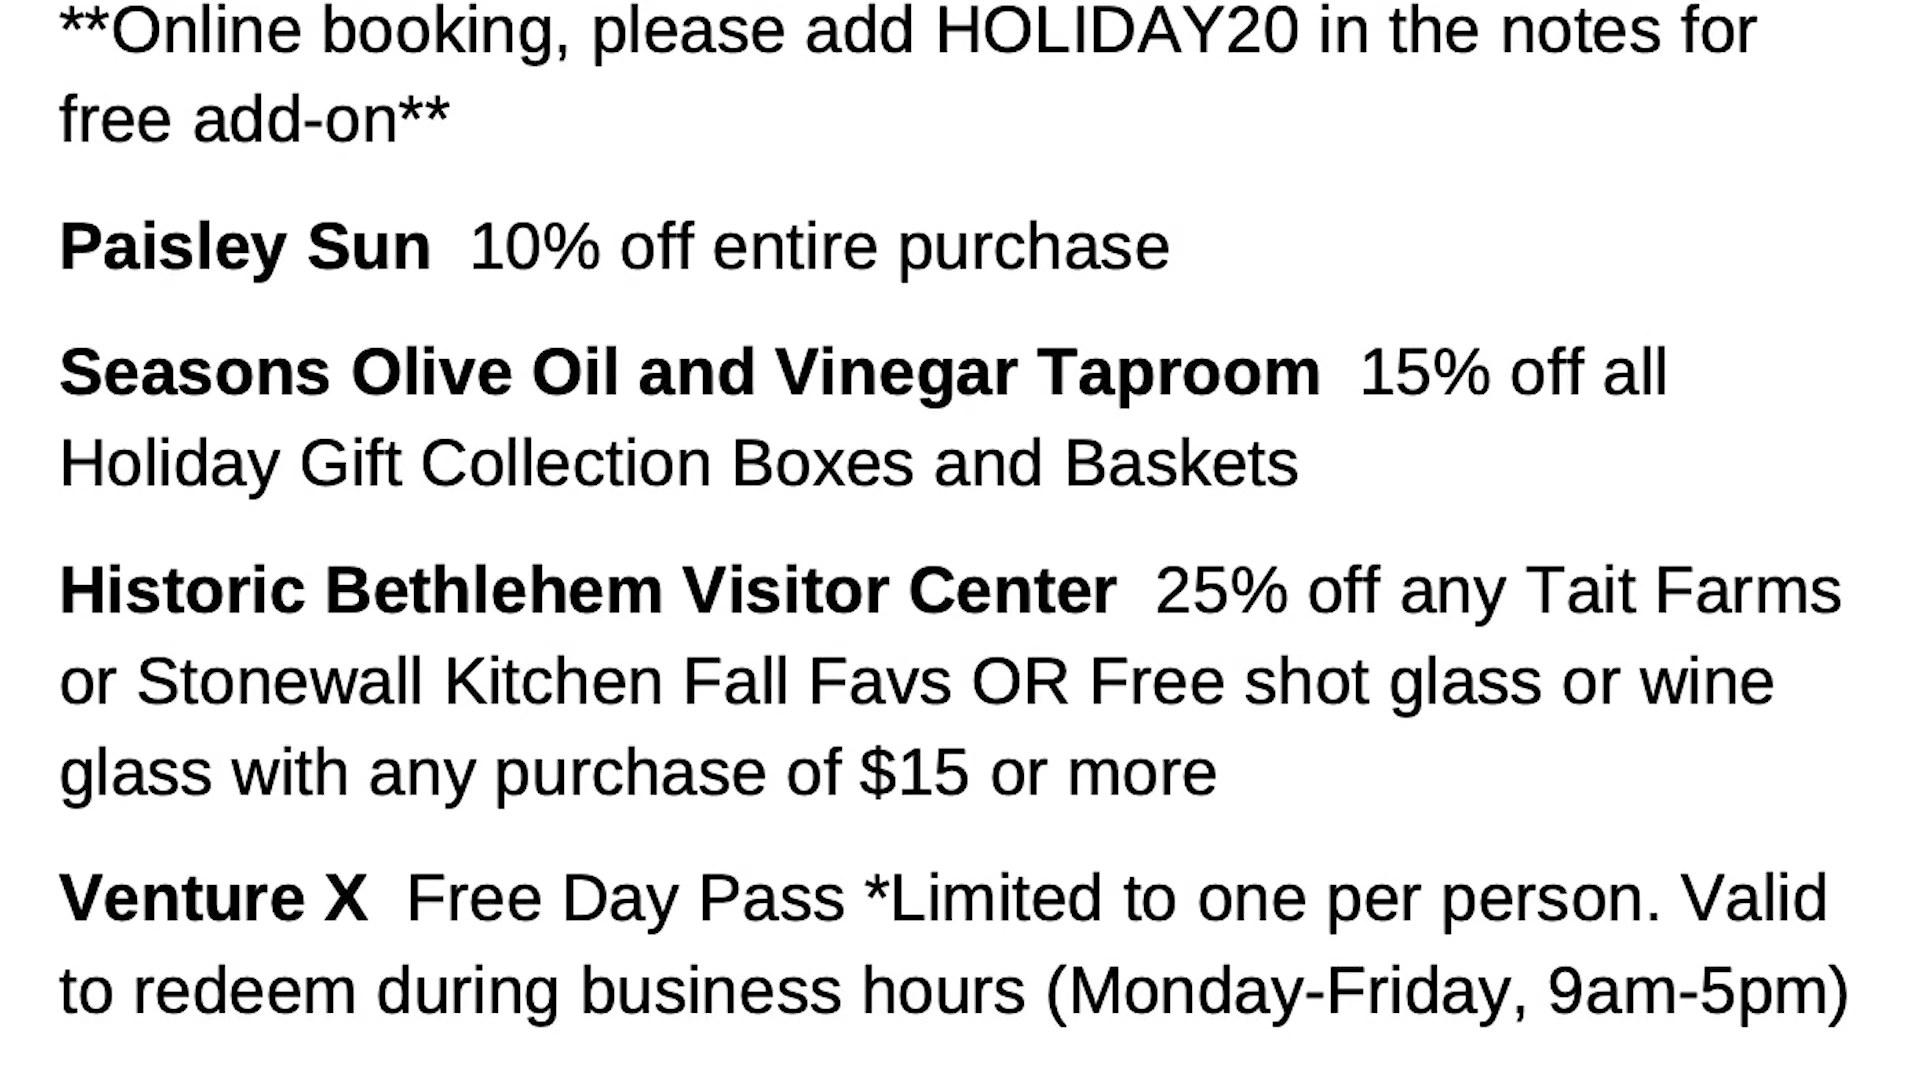 **Online booking, please add HOLIDAY20 in the notes for
free add-on**
Paisley Sun  10% off entire purchase
Seasons Olive Oil and Vinegar Taproom  15% off all
Holiday Gift Collection Boxes and Baskets
Historic Bethlehem Visitor Center  25% off any Tait Farms
or Stonewall Kitchen Fall Favs OR Free shot glass or wine
glass with any purchase of $15 or more
Venture X  Free Day Pass *Limited to one per person. Valid
to redeem during business hours (Monday-Friday, 9am-5pm)